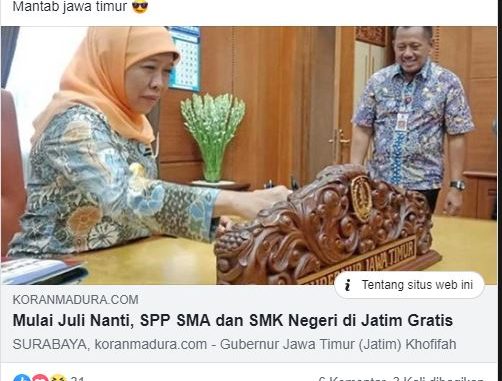 Mantab jawa timur 😎
GUBERNUR JAWA TIMUR
Tentang situs web ini
KORANMADURA.COM
Mulai Juli Nanti, SPP SMA dan SMK Negeri di Jatim Gratis
SURABAYA, koranmadura.com - Gubernur Jawa Timur (Jatim) Khofifah
31
6 Komentar 3 Kali dibagikan